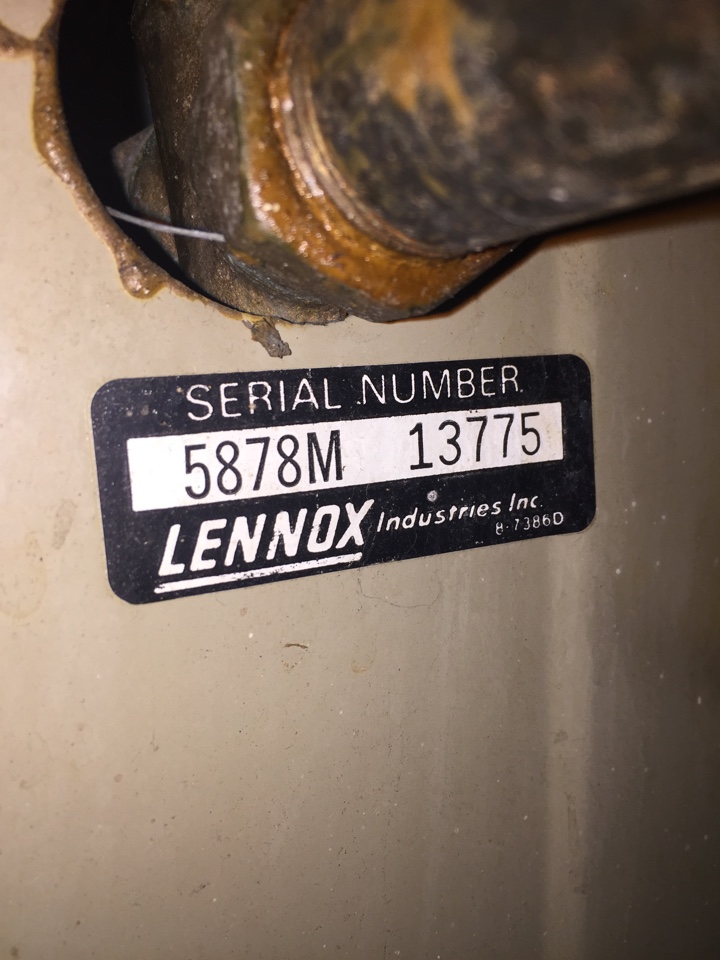 SERIAL NUMBER
5878M 13775
LENNOX Industries Inc.
8-7386D